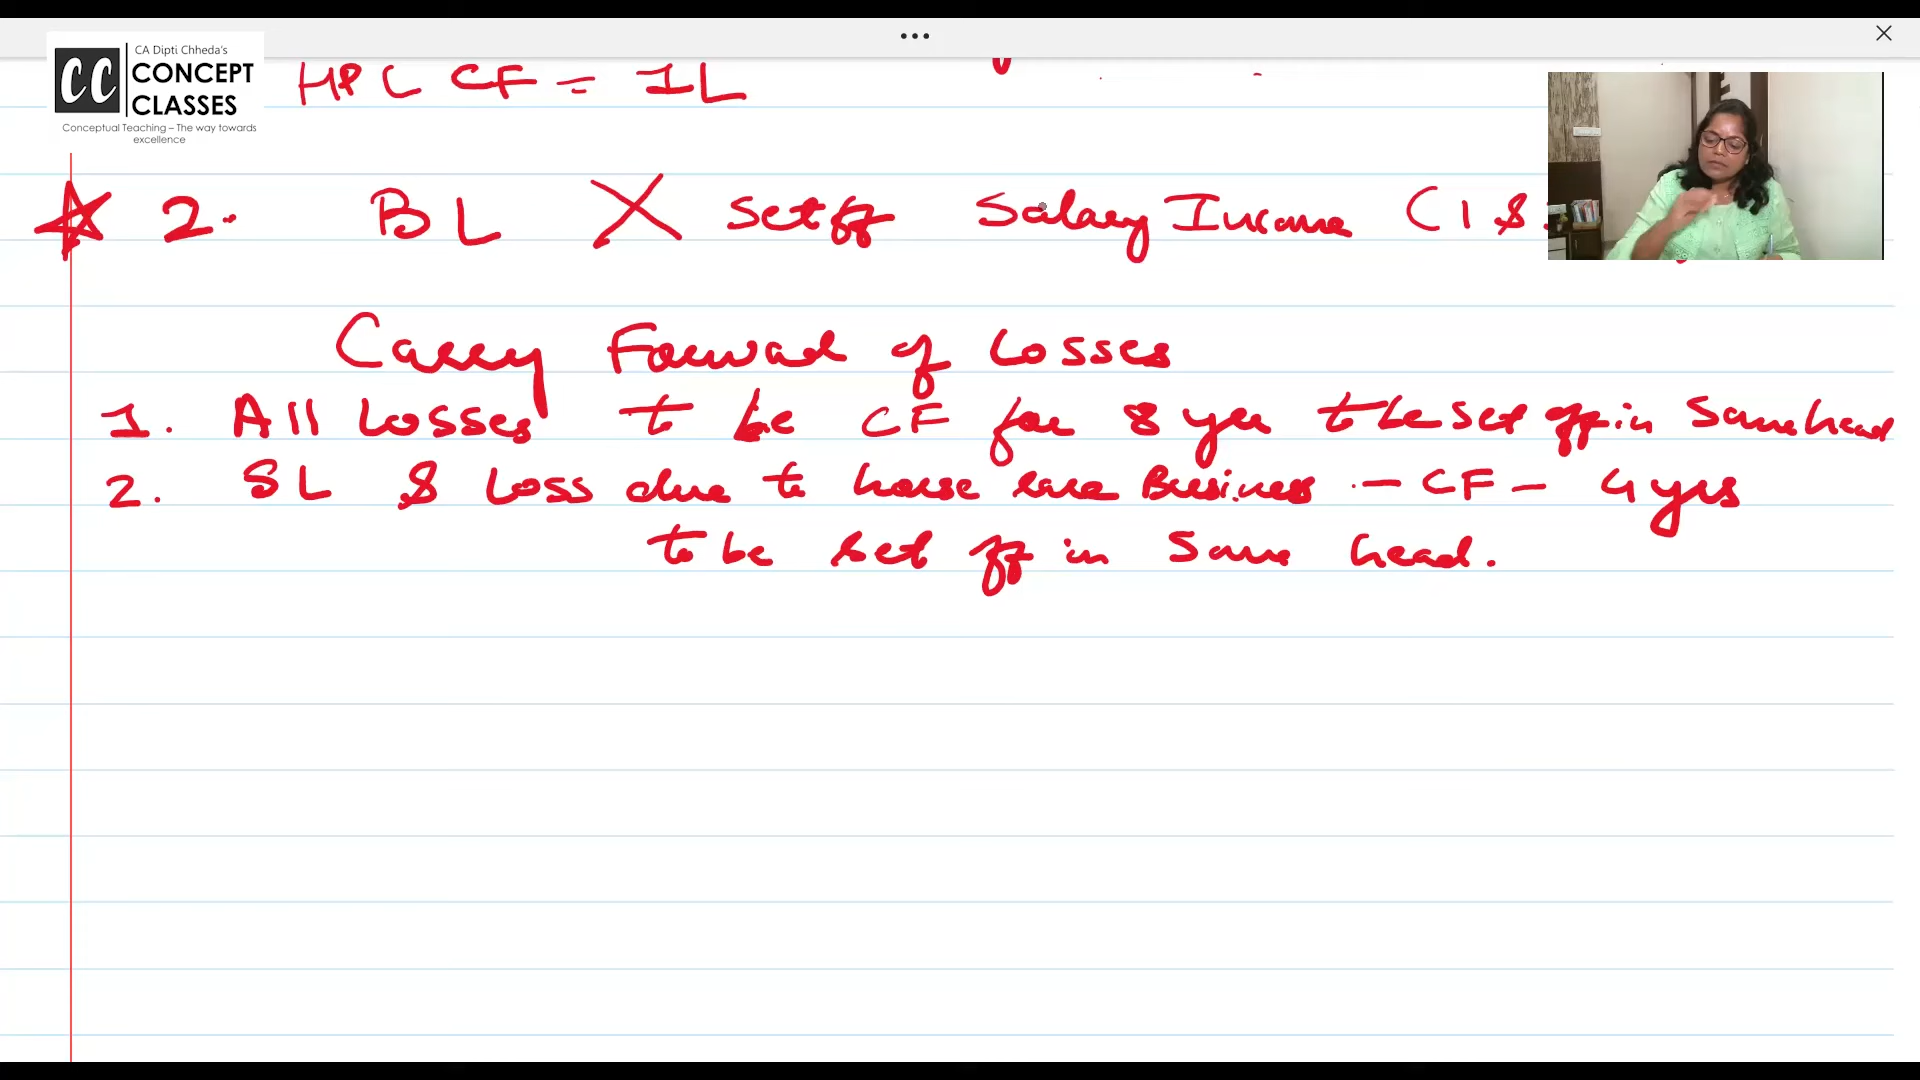 CA Dipti Chheda's
CC CONCEPT
CLASSES
Conceptual Teaching – The way towards
excellence
HPL CF = 1L
2. BL X Set off Salary Income (1 &
Carry Forward of Losses
1. All Losses to be CF for 8 yrs to be set off in Same head
2. SL & Loss due to horse race Business - CF - 4 yrs
to be set off in Same head.